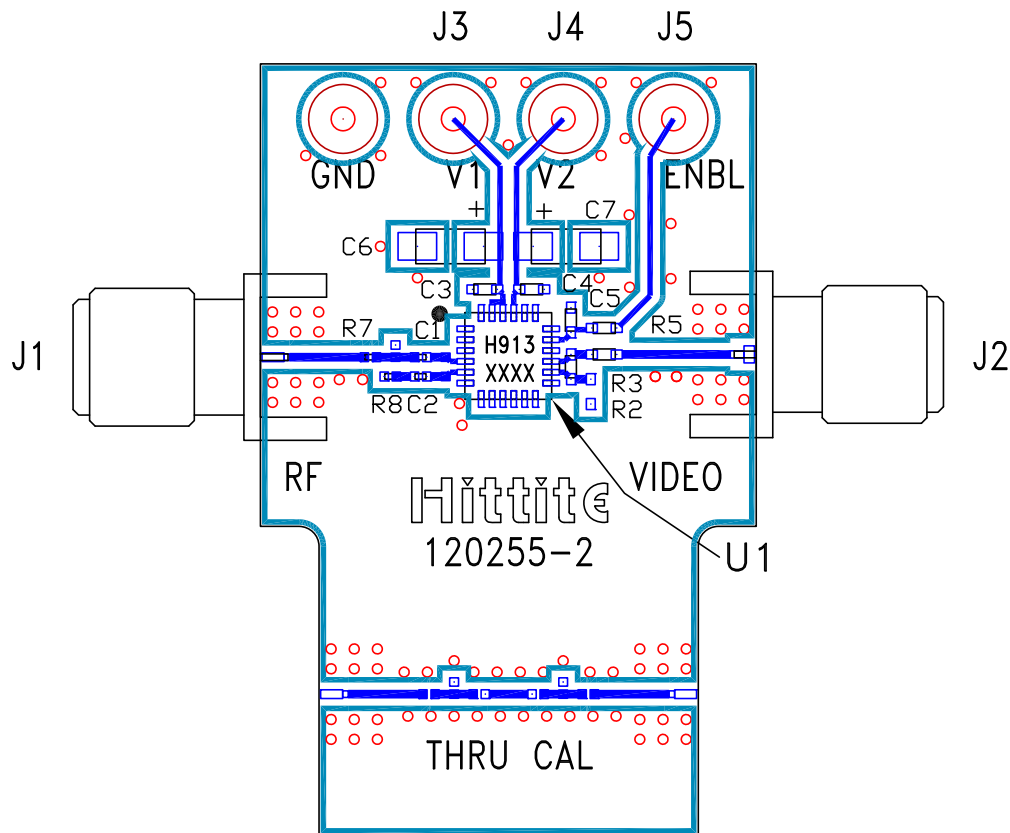 J3 J4 J5
GND V1 V2 ENBL
+ + C7
C6
C3 C4
C5
R7 C1 R5
H913
XXXX
J1 J2
R8 C2 R3
R2
RF VIDEO
Hittite
120255-2
U1
THRU CAL